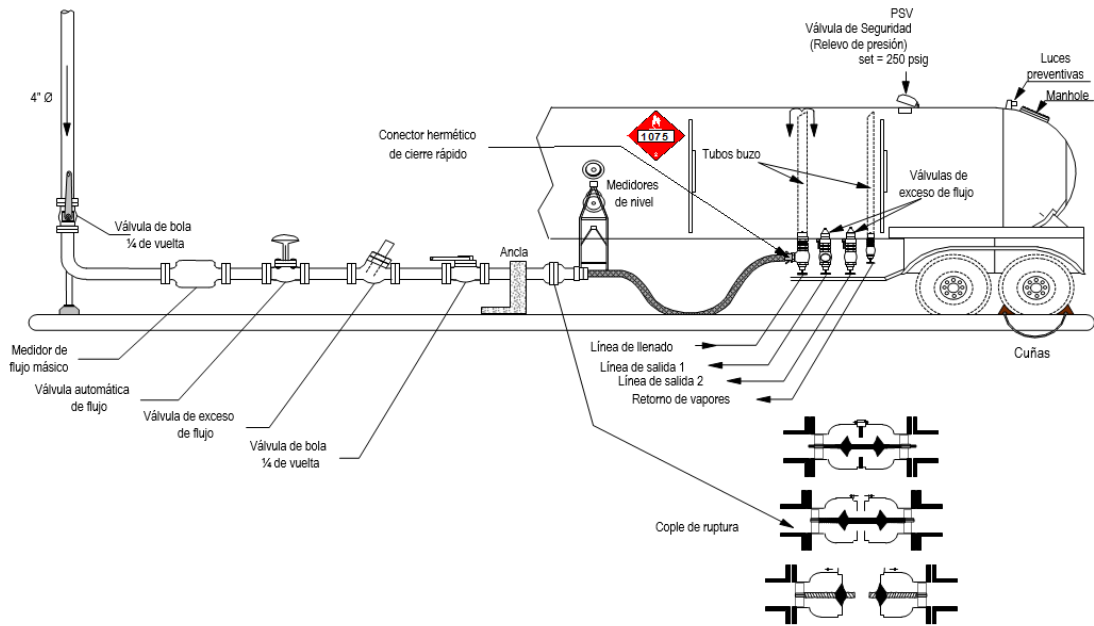 PSV
Válvula de Seguridad
(Relevo de presión)
set = 250 psig
Luces
preventivas
Manhole
4" Ø
Conector hermético
de cierre rápido
1075
2
Tubos buzo
Medidores
de nivel
Válvulas de
exceso de flujo
Válvula de bola
¼ de vuelta
Ancla
Medidor de
flujo másico
Válvula automática
de flujo
Válvula de exceso
de flujo
Válvula de bola
¼ de vuelta
Línea de llenado
Línea de salida 1
Línea de salida 2
Retorno de vapores
Cuñas
Cople de ruptura